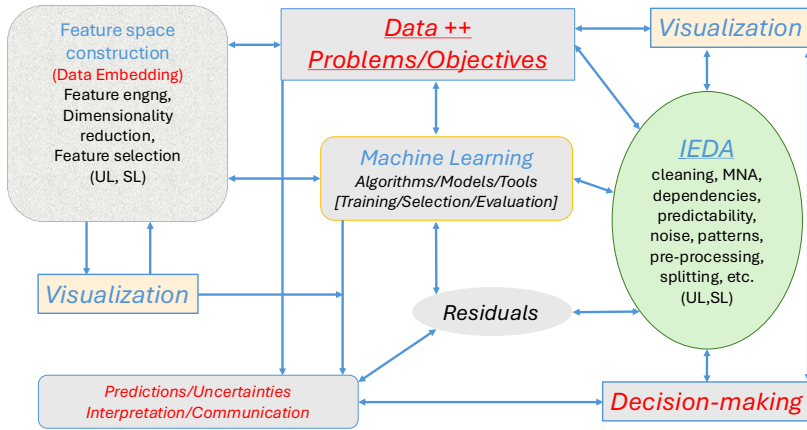 Feature space
construction
(Data Embedding)
Feature engng,
Dimensionality
reduction,
Feature selection
(UL, SL)
Data ++
Problems/Objectives
Visualization
Machine Learning
Algorithms/Models/Tools
[Training/Selection/Evaluation]
IEDA
cleaning, MNA,
dependencies,
predictability,
noise, patterns,
pre-processing,
splitting, etc.
(UL,SL)
Visualization
Residuals
Predictions/Uncertainties
Interpretation/Communication
Decision-making